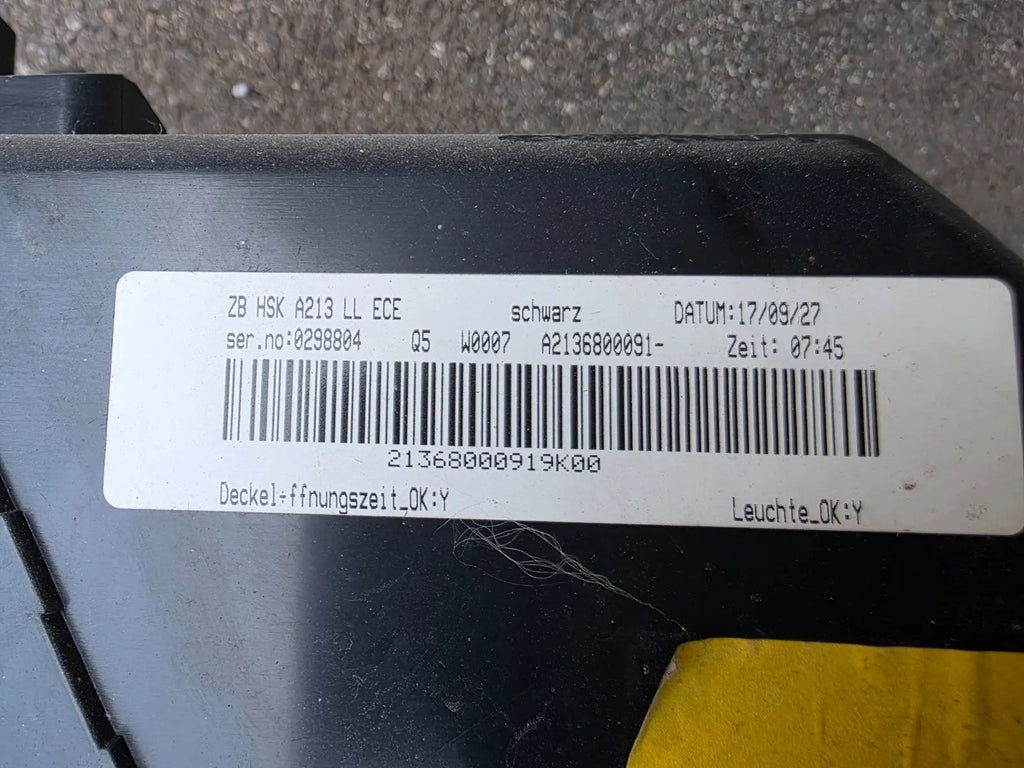 ZB HSK A213 LL ECE schwarz DATUM:17/09/27
ser.no:0298804 Q5 W0007 A2136800091- Zeit: 07:45
21368000919K00
Deckel÷ffnungszeit_OK:Y Leuchte_OK:Y